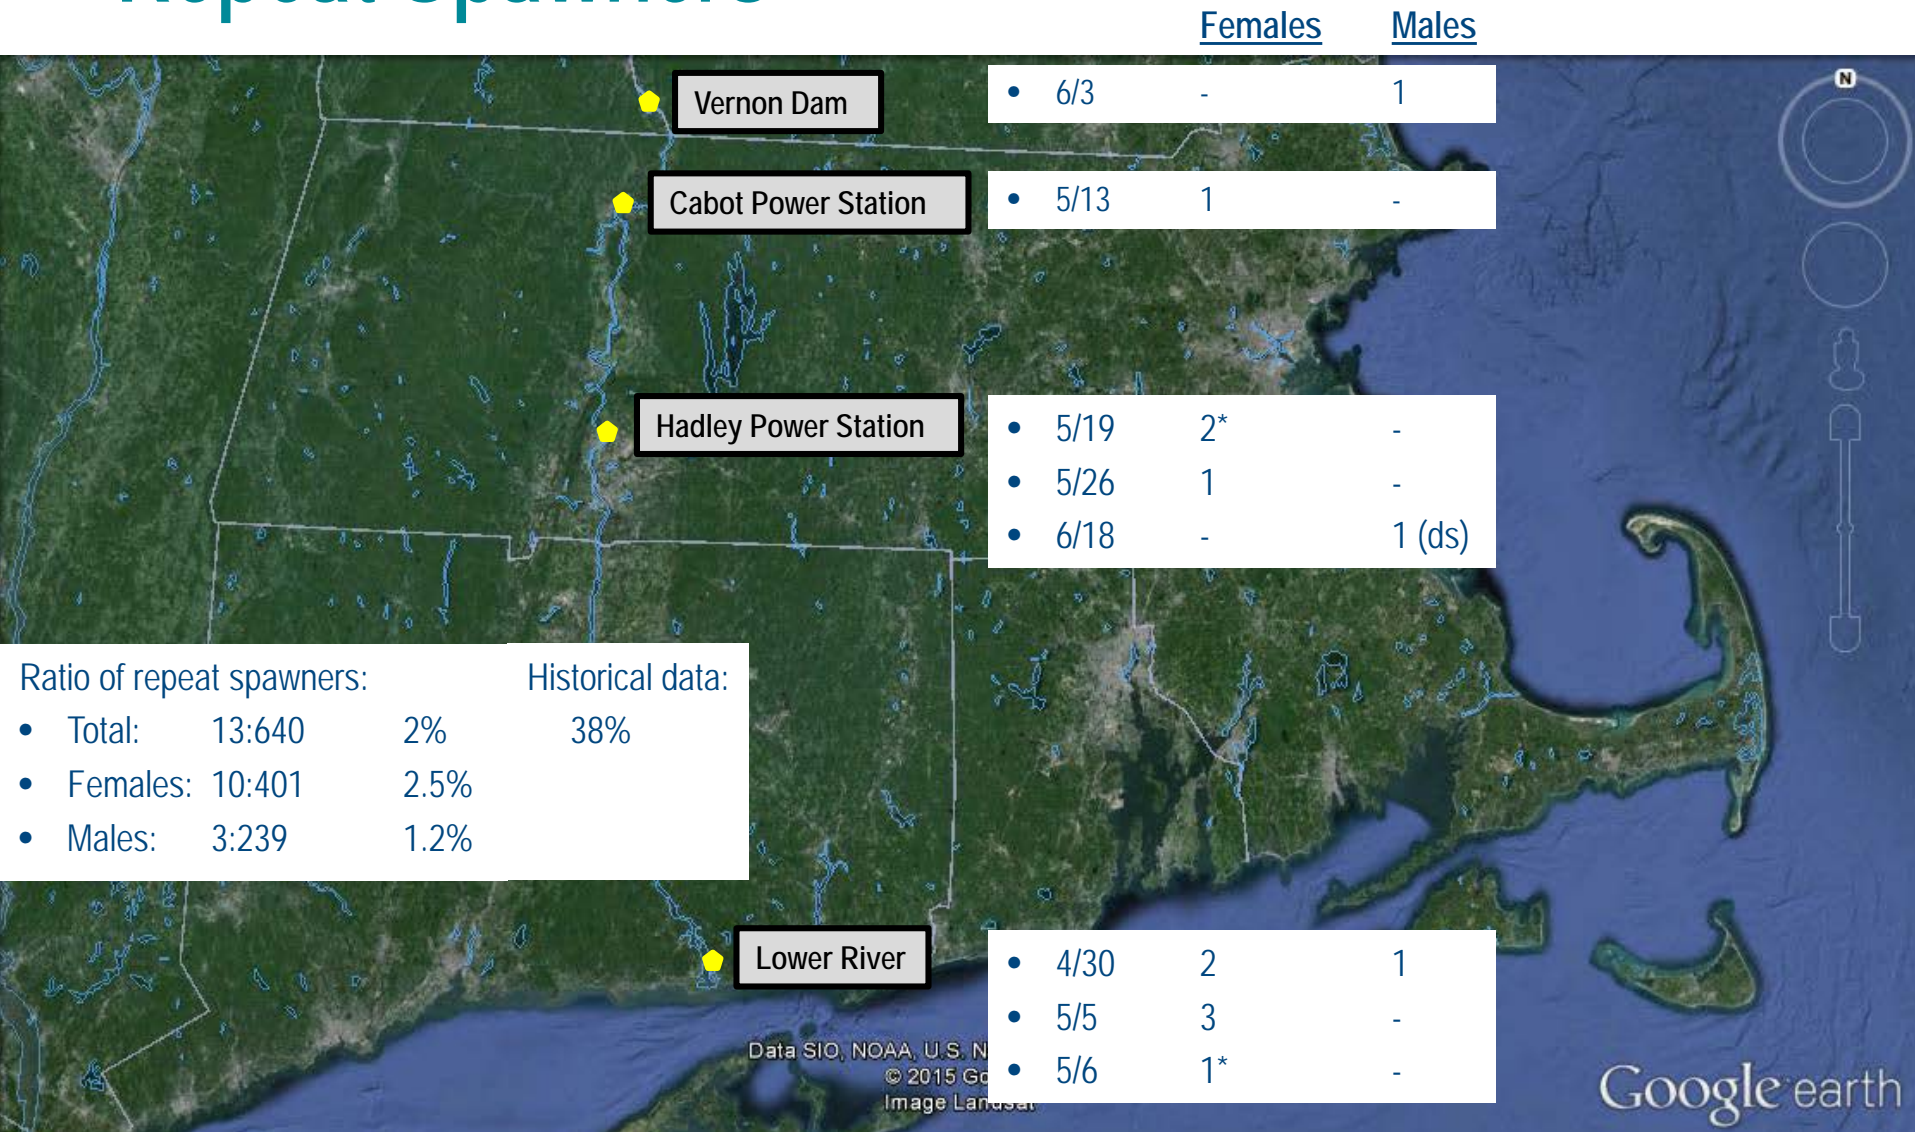 Repeat Spawners
Females Males
Vernon Dam
• 6/3 - 1
Cabot Power Station
• 5/13 1 -
Hadley Power Station
• 5/19 2* -
• 5/26 1 -
• 6/18 - 1 (ds)
Ratio of repeat spawners: Historical data:
• Total: 13:640 2% 38%
• Females: 10:401 2.5%
• Males: 3:239 1.2%
Lower River
• 4/30 2 1
• 5/5 3 -
• 5/6 1* -
Data SIO, NOAA, U.S. N
© 2015 Go
Image Landsat
Google earth
N